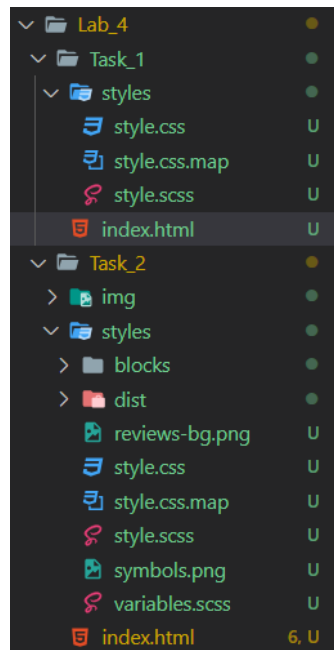 Lab_4
Task_1
styles
style.css U
style.css.map U
style.scss U
index.html U
Task_2
img
styles
blocks
dist
reviews-bg.png U
style.css U
style.css.map U
style.scss U
symbols.png U
variables.scss U
index.html 6, U